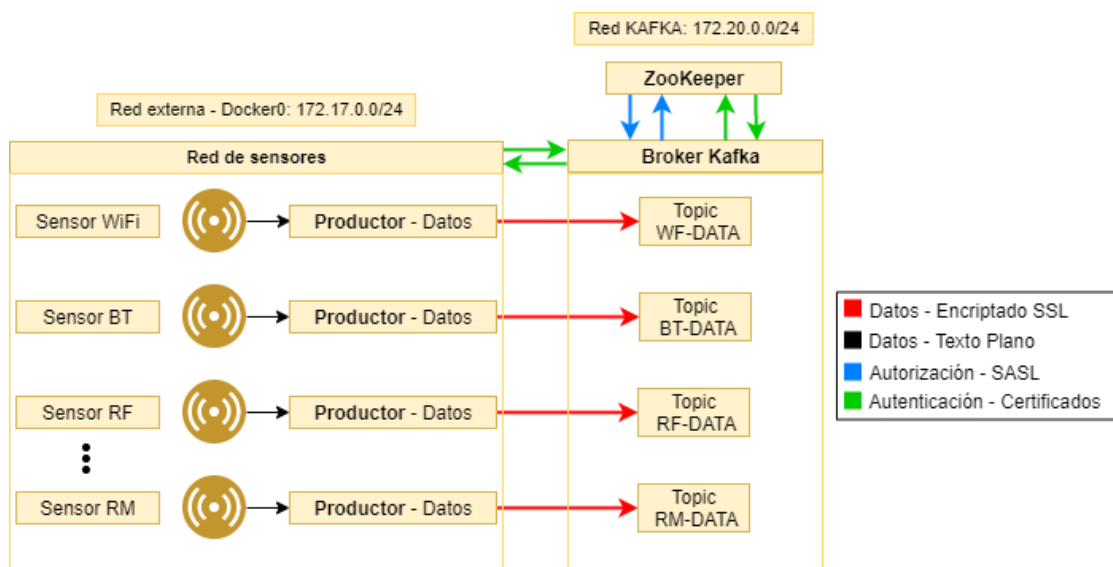 Red KAFKA: 172.20.0.0/24
ZooKeeper
Red externa - Docker0: 172.17.0.0/24
Red de sensores
Broker Kafka
Sensor WiFi
Productor - Datos
Topic
WF-DATA
Sensor BT
Productor - Datos
Topic
BT-DATA
Sensor RF
Productor - Datos
Topic
RF-DATA
Sensor RM
Productor - Datos
Topic
RM-DATA
Datos - Encriptado SSL
Datos - Texto Plano
Autorización - SASL
Autenticación - Certificados